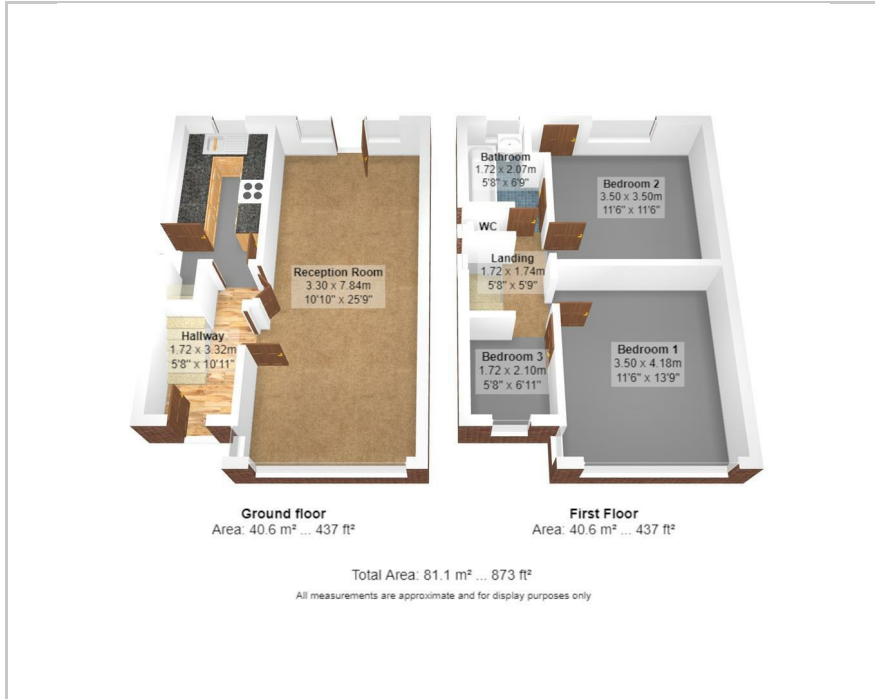 Reception Room
3.30 x 7.84m
10'10" x 25'9"
Hallway
1.72 x 3.32m
5'8" x 10'11"
Bathroom
1.72 x 2.07m
5'8" x 6'9"
WC
Landing
1.72 x 1.74m
5'8" x 5'9"
Bedroom 2
3.50 x 3.50m
11'6" x 11'6"
Bedroom 3
1.72 x 2.10m
5'8" x 6'11"
Bedroom 1
3.50 x 4.18m
11'6" x 13'9"
Ground floor
Area: 40.6 m² ... 437 ft²
First Floor
Area: 40.6 m² ... 437 ft²
Total Area: 81.1 m² ... 873 ft²
All measurements are approximate and for display purposes only